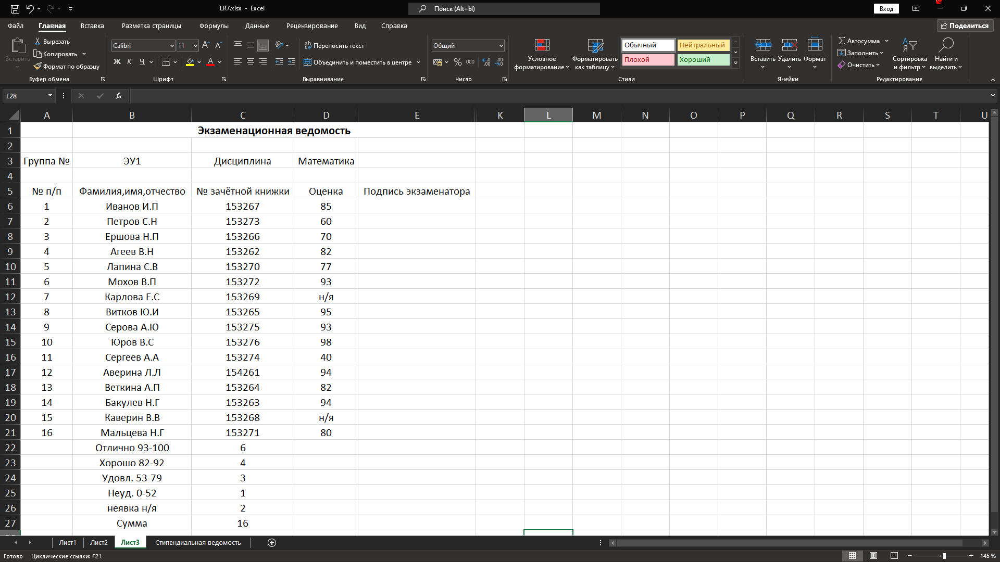 LR7.xlsx - Excel
Поиск (Alt+Ы)
Вход
Файл Главная Вставка Разметка страницы Формулы Данные Рецензирование Вид Справка
Поделиться
Вставить
Вырезать
Копировать
Формат по образцу
Буфер обмена
Calibri 11
Ж К Ч
Шрифт
Переносить текст
Объединить и поместить в центре
Выравнивание
Общий
% 000
Число
Условное форматирование
Форматировать как таблицу
Обычный Нейтральный
Плохой Хороший
Стили
Вставить Удалить Формат
Ячейки
Автосумма
Заполнить
Очистить
Сортировка и фильтр
Найти и выделить
Редактирование
L28
fx
A B C D E K L M N O P Q R S T U
1 Экзаменационная ведомость
2
3 Группа № ЭУ1 Дисциплина Математика
4
5 № п/п Фамилия,имя,отчество № зачётной книжки Оценка Подпись экзаменатора
6 1 Иванов И.П 153267 85
7 2 Петров С.Н 153273 60
8 3 Ершова Н.П 153266 70
9 4 Агеев В.Н 153262 82
10 5 Лапина С.В 153270 77
11 6 Мохов В.П 153272 93
12 7 Карлова Е.С 153269 н/я
13 8 Витков Ю.И 153265 95
14 9 Серова А.Ю 153275 93
15 10 Юров В.С 153276 98
16 11 Сергеев А.А 153274 40
17 12 Аверина Л.Л 154261 94
18 13 Веткина А.П 153264 82
19 14 Бакулев Н.Г 153263 94
20 15 Каверин В.В 153268 н/я
21 16 Мальцева Н.Г 153271 80
22 Отлично 93-100 6
23 Хорошо 82-92 4
24 Удовл. 53-79 3
25 Неуд. 0-52 1
26 неявка н/я 2
27 Сумма 16
Лист1 Лист2 Лист3 Стипендиальная ведомость
Готово Циклические ссылки: F21
145 %